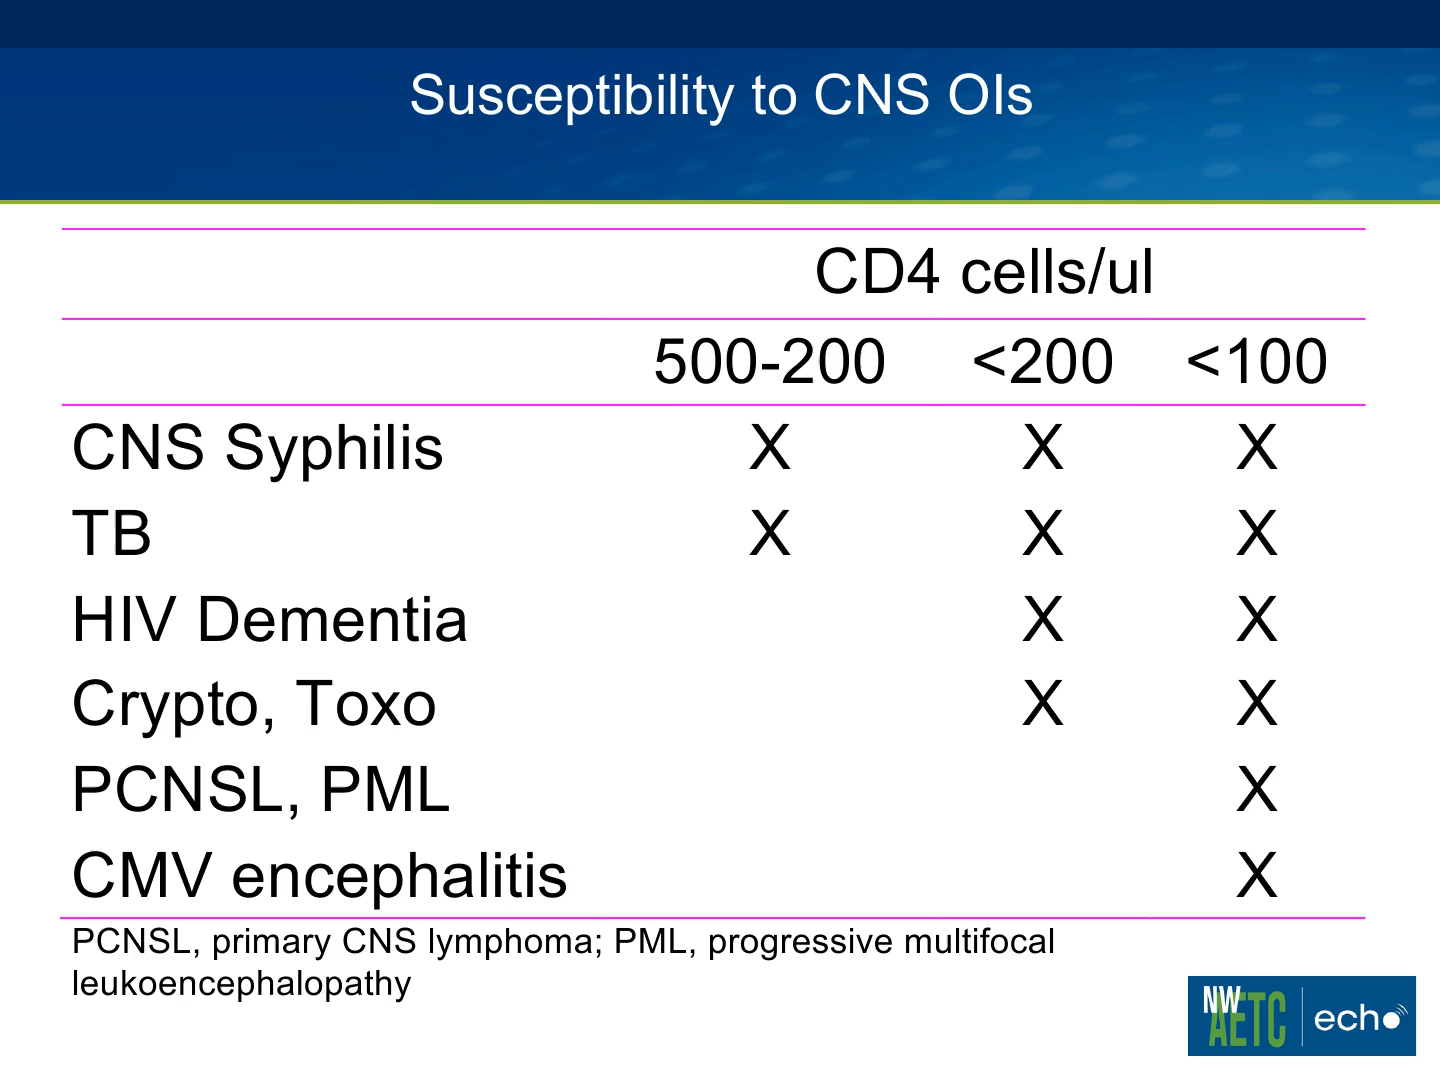 Susceptibility to CNS OIs
CD4 cells/ul
500-200 <200 <100
CNS Syphilis X X X
TB X X X
HIV Dementia X X
Crypto, Toxo X X
PCNSL, PML X
CMV encephalitis X
PCNSL, primary CNS lymphoma; PML, progressive multifocal
leukoencephalopathy
NW
AETC echo